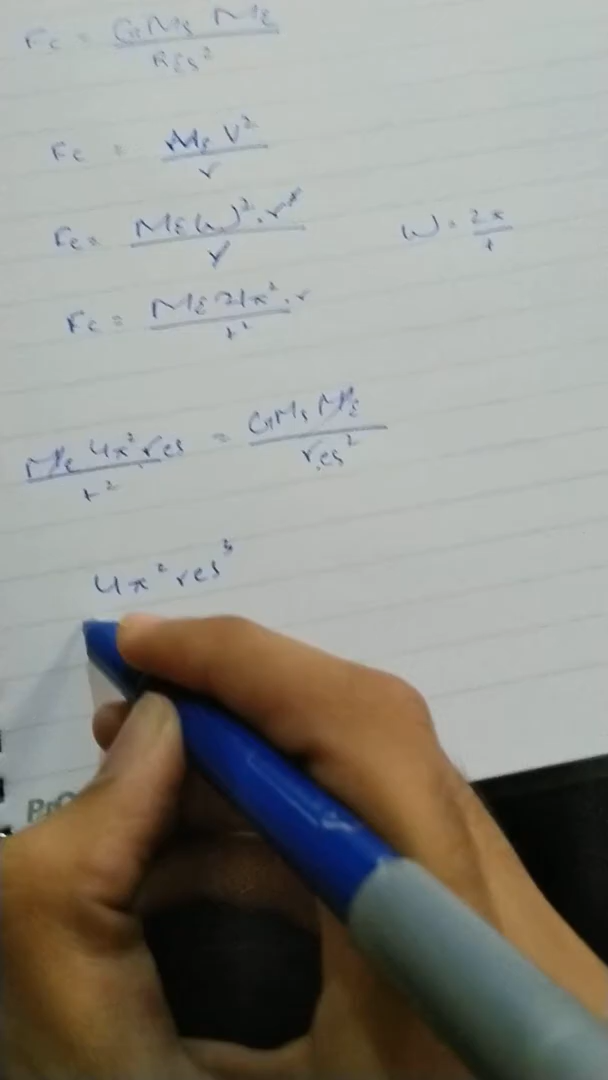 Fc = GMs ME / REs²
Fc = ME V² / r
Fc = ME(ω)² · r² / r    ω = 2π / t
Fc = ME 4π² · r / t²
ME 4π² res / t² = GMs ME / res²
4π² res³